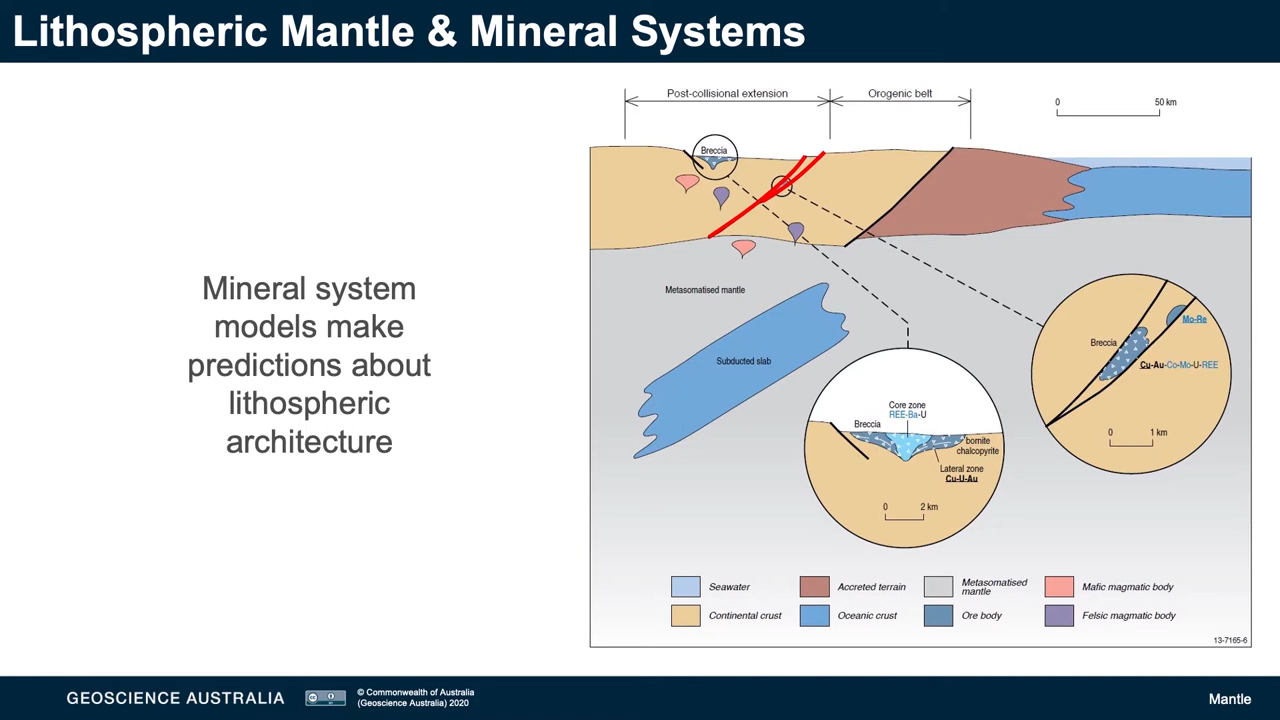 Lithospheric Mantle & Mineral Systems
Mineral system
models make
predictions about
lithospheric
architecture
Post-collisional extension
Orogenic belt
0 50 km
Breccia
Metasomatised mantle
Subducted slab
Mo-Re
Breccia
Cu-Au-Co-Mo-U-REE
0 1 km
Core zone
REE-Ba-U
Breccia
bornite
chalcopyrite
Lateral zone
Cu-U-Au
0 2 km
Seawater
Accreted terrain
Metasomatised
mantle
Mafic magmatic body
Continental crust
Oceanic crust
Ore body
Felsic magmatic body
13-7165-6
GEOSCIENCE AUSTRALIA
© Commonwealth of Australia
(Geoscience Australia) 2020
Mantle